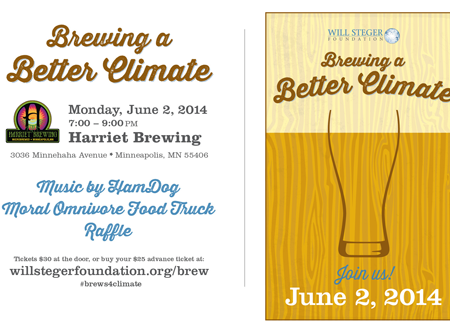 Brewing a
Better Climate
Monday, June 2, 2014
7:00 – 9:00 PM
Harriet Brewing
3036 Minnehaha Avenue • Minneapolis, MN 55406
Music by HamDog
Moral Omnivore Food Truck
Raffle
Tickets $30 at the door, or buy your $25 advance ticket at:
willstegerfoundation.org/brew
#brews4climate
WILL STEGER
FOUNDATION
Brewing a
Better Climate
Join us!
June 2, 2014